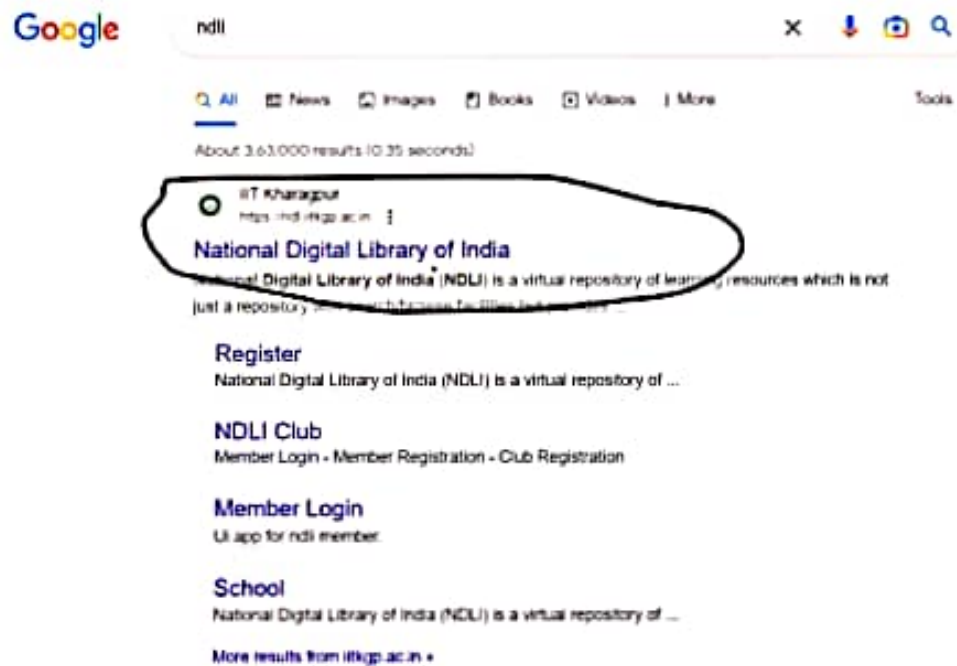 Google
ndli
All News Images Books Videos More Tools
About 3,63,000 results (0.35 seconds)
IIT Kharagpur
National Digital Library of India
National Digital Library of India (NDLI) is a virtual repository of learning resources which is not
just a repository
Register
National Digital Library of India (NDLI) is a virtual repository of ...
NDLI Club
Member Login - Member Registration - Club Registration
Member Login
UI app for ndli member.
School
National Digital Library of India (NDLI) is a virtual repository of ...
More results from iitkgp.ac.in »